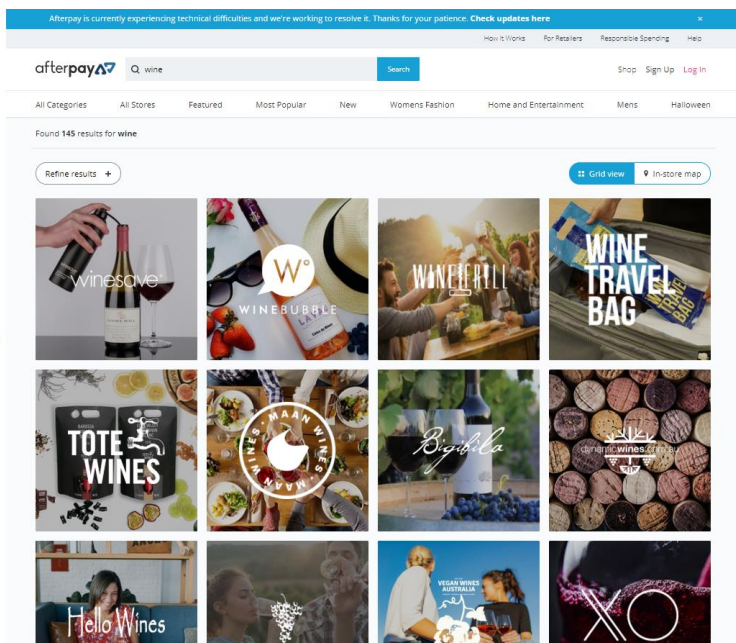 Afterpay is currently experiencing technical difficulties and we're working to resolve it. Thanks for your patience. Check updates here ×
How It Works For Retailers Responsible Spending Help
afterpay wine Search Shop Sign Up Log In
All Categories All Stores Featured Most Popular New Womens Fashion Home and Entertainment Mens Halloween
Found 145 results for wine
Refine results + Grid view In-store map
winesave
W°
WINEBUBBLE
WINE CHILL
WINE
TRAVEL
BAG
TOTE
WINES
MAAN WINES · MAAN WINES
Bigibila
dynamicwines.com.au
Hello Wines
VEGAN WINES
AUSTRALIA
XO